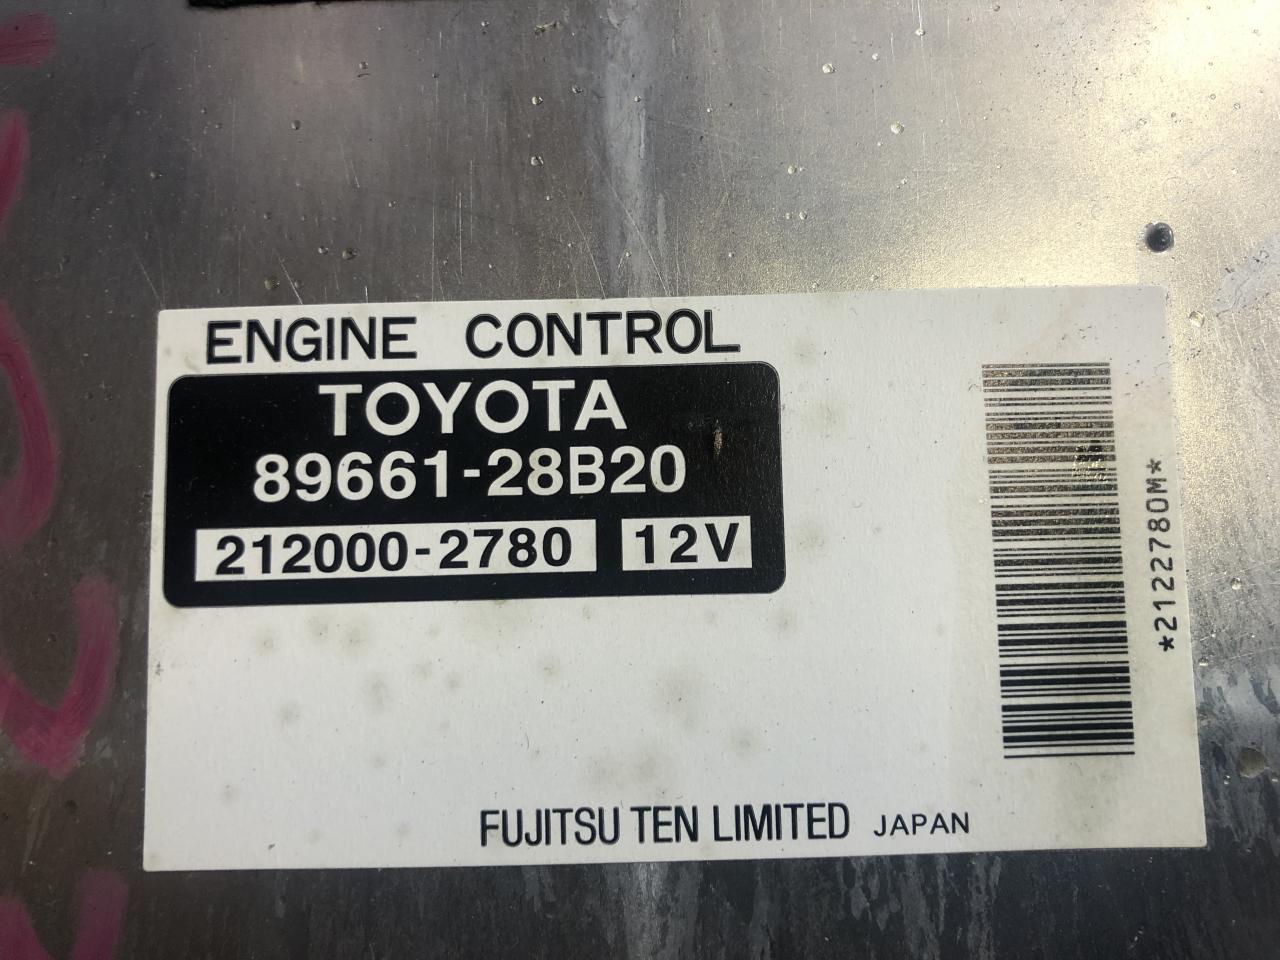 ENGINE CONTROL
TOYOTA
89661-28B20
212000-2780 12V
*2122780M*
FUJITSU TEN LIMITED JAPAN